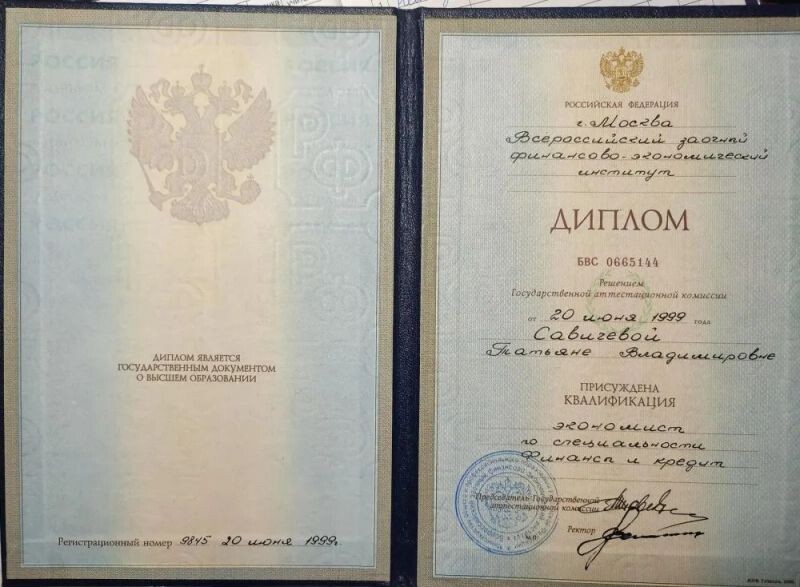 ДИПЛОМ ЯВЛЯЕТСЯ
ГОСУДАРСТВЕННЫМ ДОКУМЕНТОМ
О ВЫСШЕМ ОБРАЗОВАНИИ
Регистрационный номер 9845 20 июня 1999г.
РОССИЙСКАЯ ФЕДЕРАЦИЯ
г. Москва
Всероссийский заочный
финансово-экономический
институт
ДИПЛОМ
БВС 0665144
Решением
Государственной аттестационной комиссии
от 20 июня 1999 года
Савичевой
Татьяне Владимировне
ПРИСУЖДЕНА
КВАЛИФИКАЦИЯ
экономист
по специальности
Финансы и кредит
Председатель Государственной
аттестационной комиссии
Ректор
М.П.